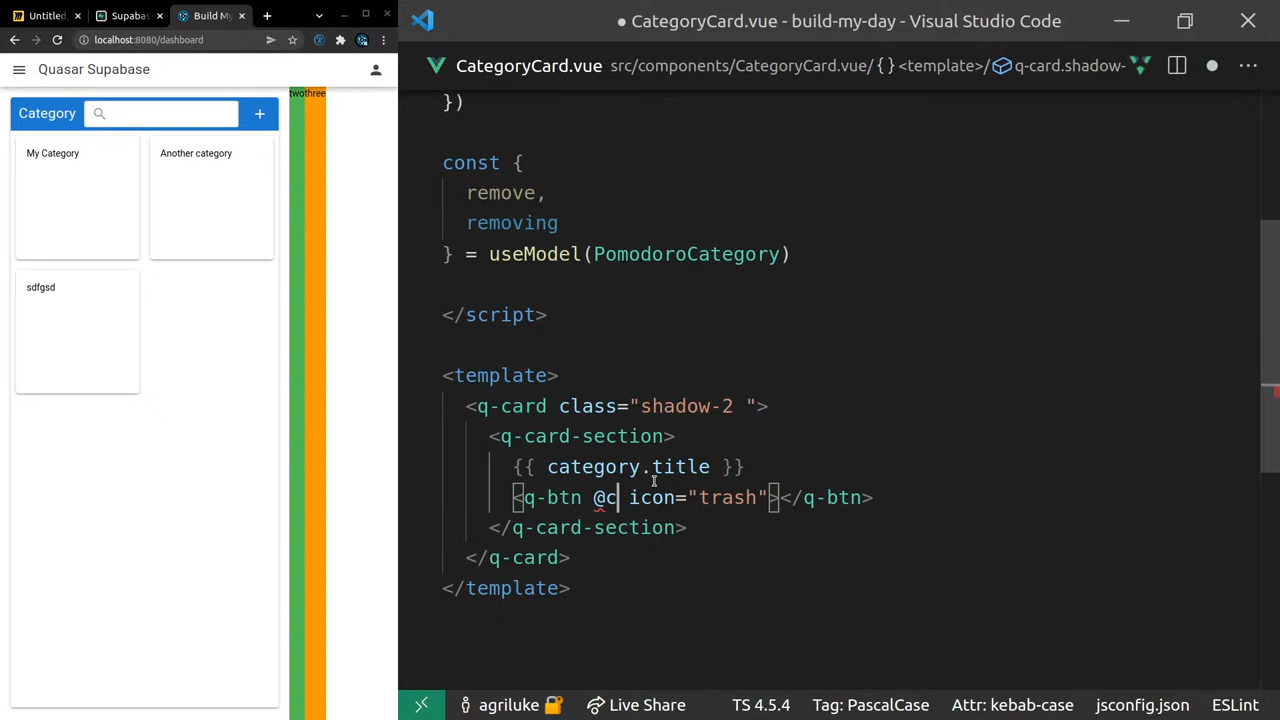 Untitled,
Supabas
Build My
localhost:8080/dashboard
Quasar Supabase
Category
twothree
My Category
Another category
sdfgsd
● CategoryCard.vue - build-my-day - Visual Studio Code
CategoryCard.vue src/components/CategoryCard.vue/ {} <template>/ q-card.shadow-
})
const {
remove,
removing
} = useModel(PomodoroCategory)
</script>
<template>
<q-card class="shadow-2 ">
<q-card-section>
{{ category.title }}
<q-btn @c icon="trash"></q-btn>
</q-card-section>
</q-card>
</template>
agriluke Live Share TS 4.5.4 Tag: PascalCase Attr: kebab-case jsconfig.json ESLint